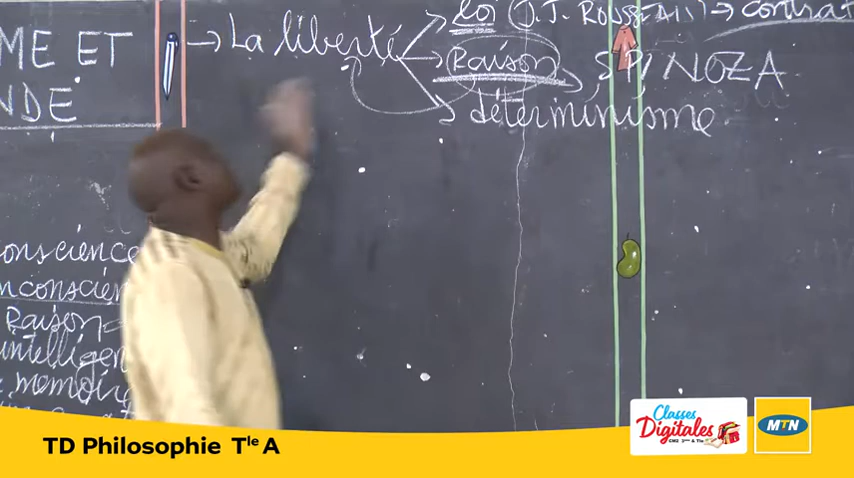 ME ET
NDE
→ La liberté
→ loi (J.J. ROUSSEAU) → contrat
→ Raison → SPINOZA
→ déterminisme
onscience
nconscien
Raison
intelligen
memoir
TD Philosophie Tle A
Classes
Digitales
MTN